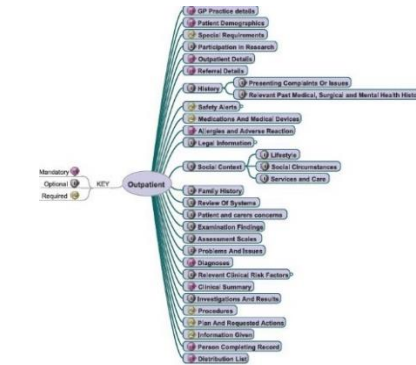 GP Practice details
Patient Demographics
Special Requirements
Participation in Research
Outpatient Details
Referral Details
History
Presenting Complaints Or Issues
Relevant Past Medical, Surgical and Mental Health Histo
Safety Alerts
Medications And Medical Devices
Allergies and Adverse Reaction
Legal Information
Mandatory
Optional
Required
KEY
Outpatient
Social Context
Lifestyle
Social Circumstances
Services and Care
Family History
Review Of Systems
Patient and carers concerns
Examination Findings
Assessment Scales
Problems And Issues
Diagnoses
Relevant Clinical Risk Factors
Clinical Summary
Investigations And Results
Procedures
Plan And Requested Actions
Information Given
Person Completing Record
Distribution List